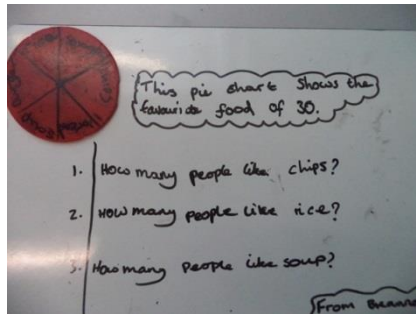 This pie chart shows the
favourite food of 30.
1. How many people like chips?
2. How many people like rice?
3. How many people like soup?
From